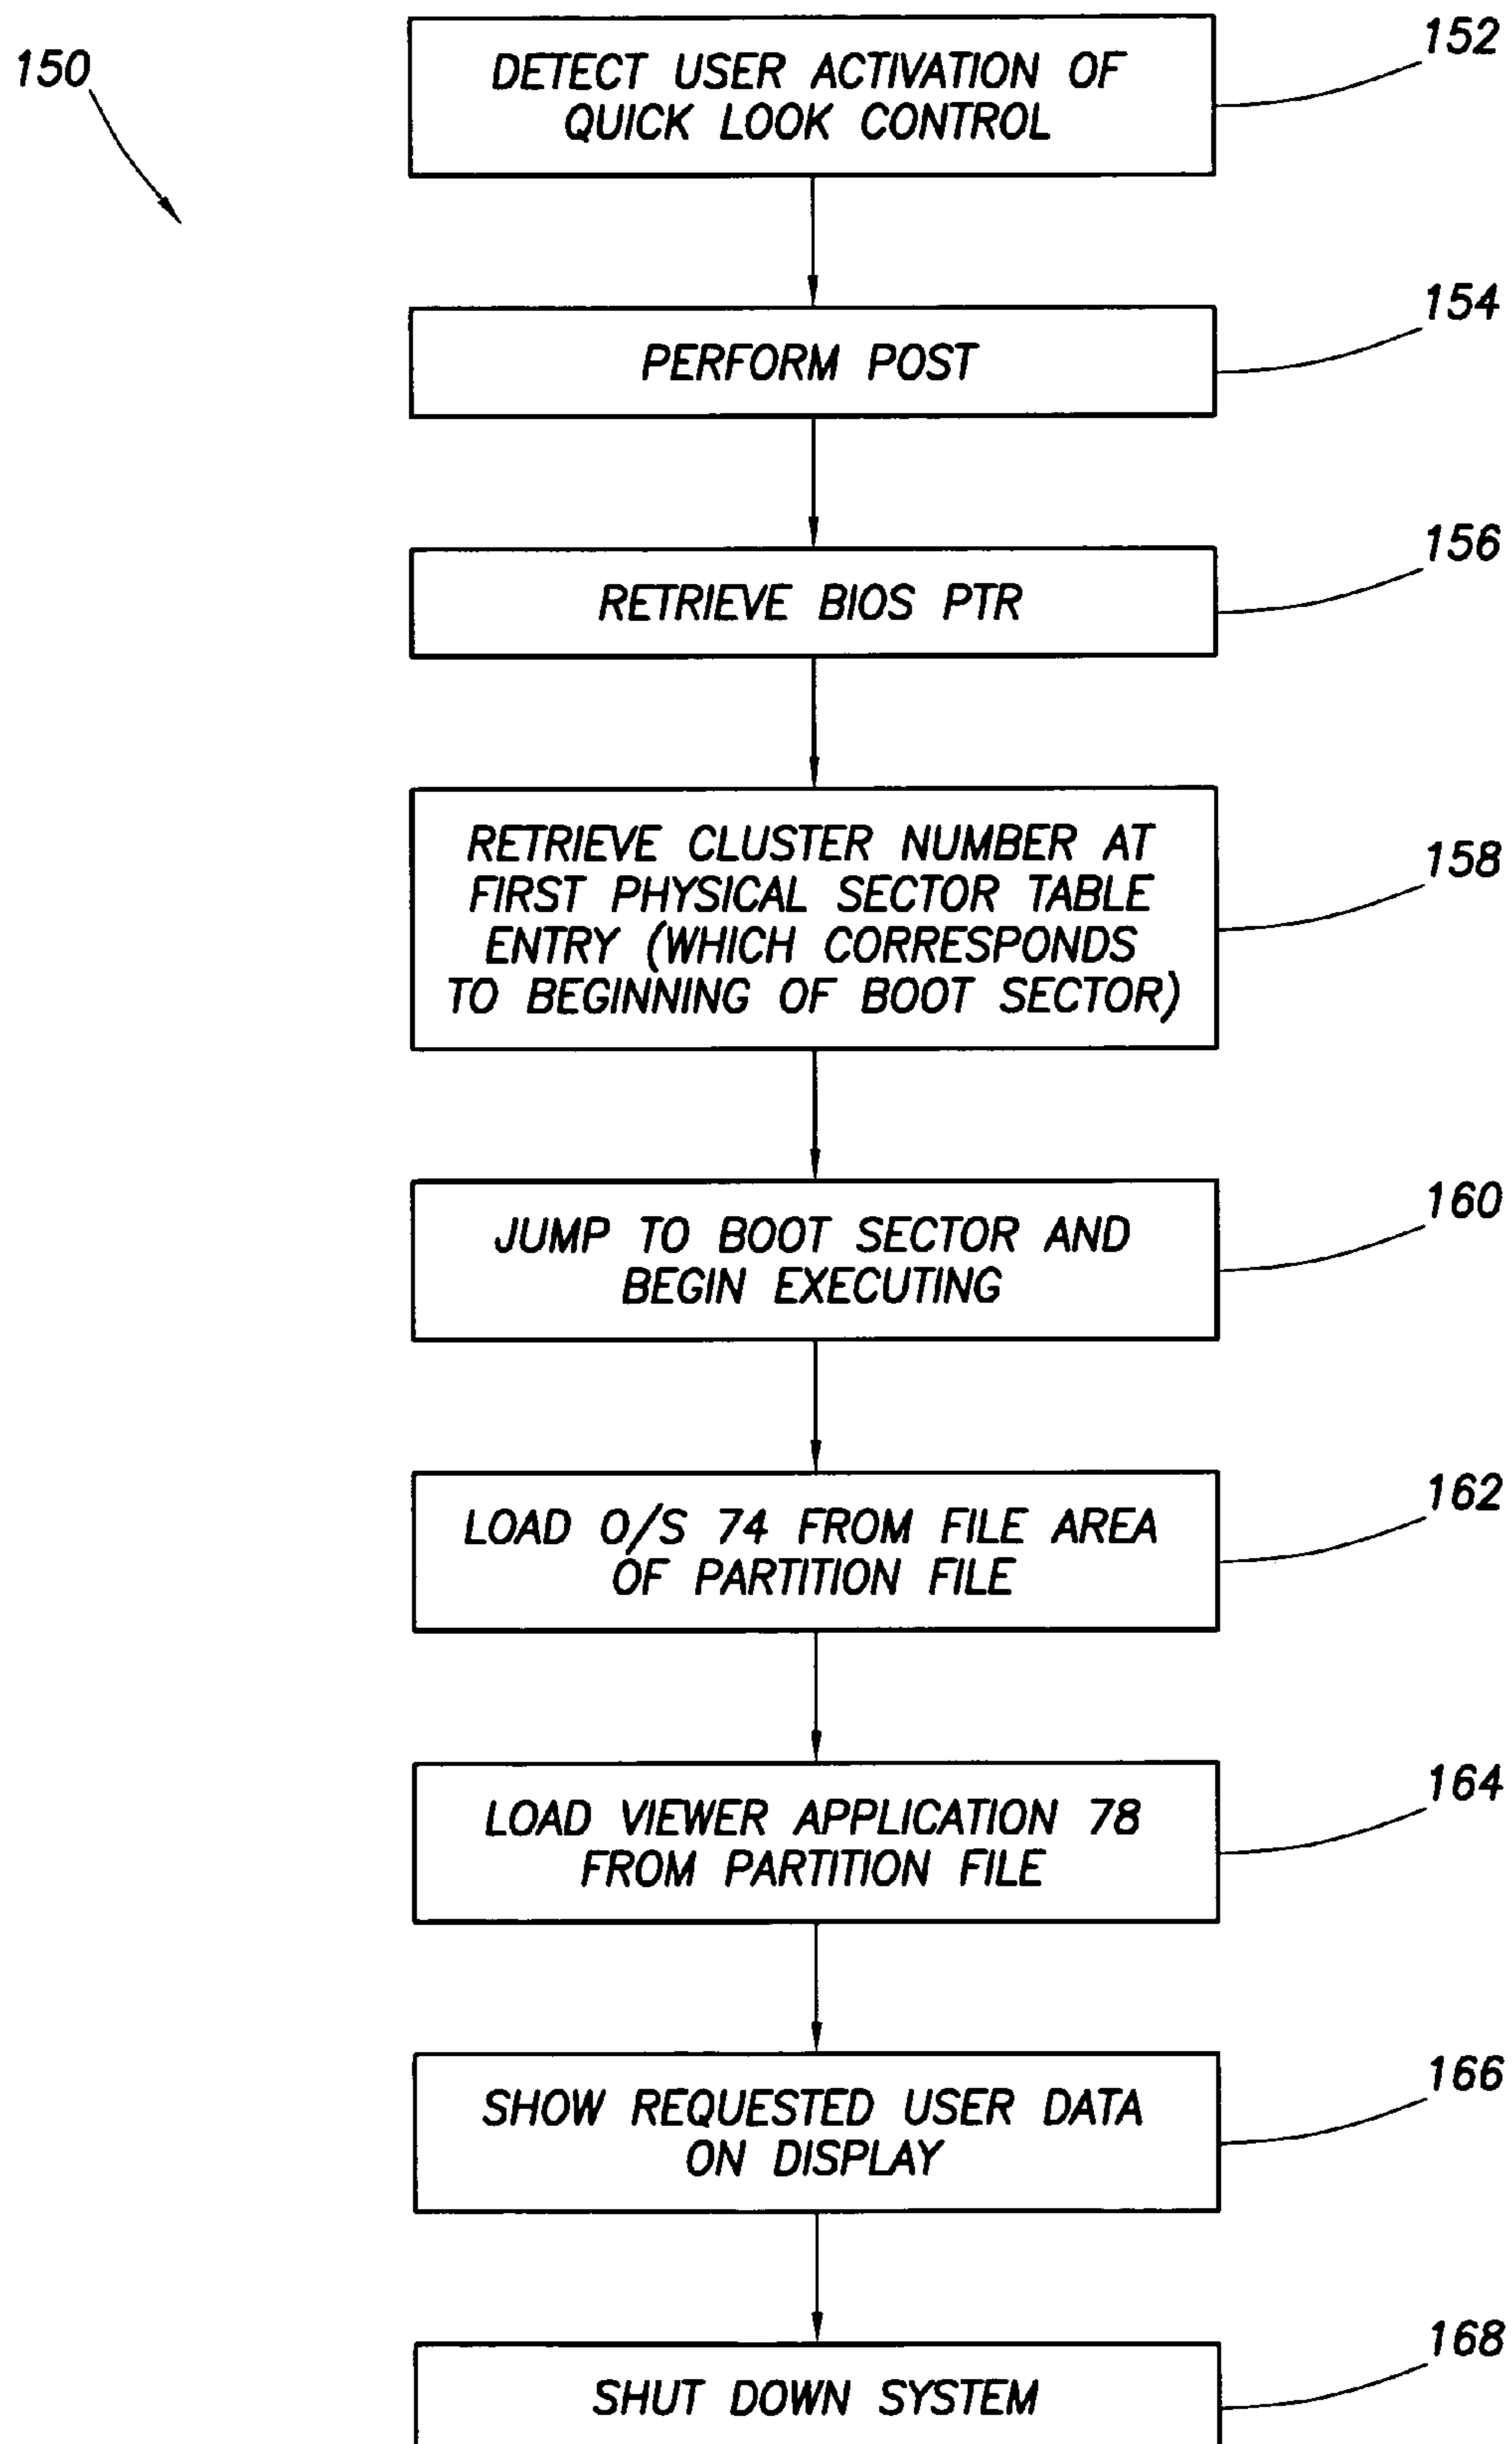 150
DETECT USER ACTIVATION OF
QUICK LOOK CONTROL
152
PERFORM POST
154
RETRIEVE BIOS PTR
156
RETRIEVE CLUSTER NUMBER AT
FIRST PHYSICAL SECTOR TABLE
ENTRY (WHICH CORRESPONDS
TO BEGINNING OF BOOT SECTOR)
158
JUMP TO BOOT SECTOR AND
BEGIN EXECUTING
160
LOAD O/S 74 FROM FILE AREA
OF PARTITION FILE
162
LOAD VIEWER APPLICATION 78
FROM PARTITION FILE
164
SHOW REQUESTED USER DATA
ON DISPLAY
166
SHUT DOWN SYSTEM
168